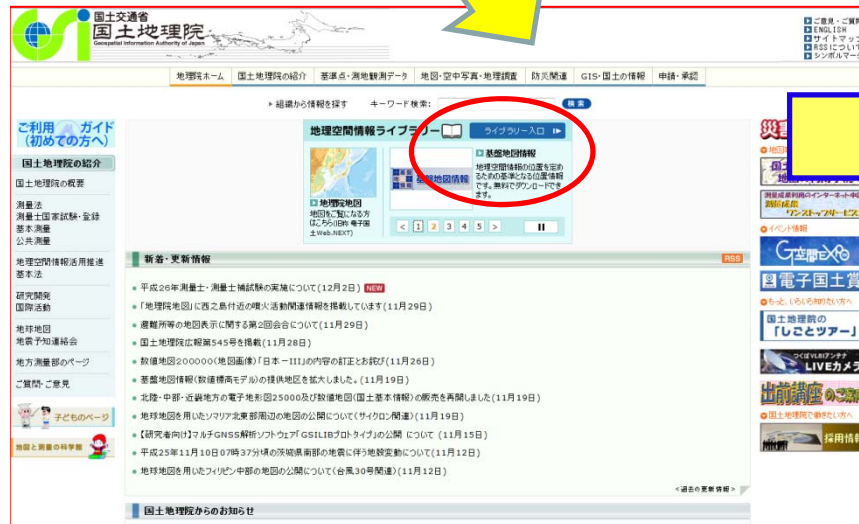 国土交通省
国土地理院
Geospatial Information Authority of Japan
ENGLISH
地理院ホーム 国土地理院の紹介 基準点・測地観測データ 地図・空中写真・地理調査 防災関連 GIS・国土の情報 申請・承認
組織から情報を探す キーワード検索: 検索
ご利用 ガイド
(初めての方へ)
国土地理院の紹介
国土地理院の概要
測量法
測量士国家試験・登録
基本測量
公共測量
地理空間情報活用推進
基本法
研究開発
国際活動
地球地図
地震予知連絡会
地方測量部のページ
ご質問・ご意見
子どものページ
地図と測量の科学館
地理空間情報ライブラリー ライブラリー入口
地理院地図
地図をご覧になる方
はこちら(旧称 電子国
土Web.NEXT)
基盤地図情報
基盤地図情報
地理空間情報の位置を定め
るための基準となる位置情報
です。無料でダウンロードでき
ます。
< 1 2 3 4 5 >
新着・更新情報 RSS
平成26年測量士・測量士補試験の実施について(12月2日) NEW
「地理院地図」に西之島付近の噴火活動関連情報を掲載しています(11月29日)
避難所等の地図表示に関する第2回会合について(11月29日)
国土地理院広報第545号を掲載(11月28日)
数値地図200000(地図画像)「日本-III」の内容の訂正とお詫び(11月26日)
基盤地図情報(数値標高モデル)の提供地区を拡大しました。(11月19日)
北陸・中部・近畿地方の電子地形図25000及び数値地図(国土基本情報)の販売を再開しました(11月19日)
地球地図を用いたソマリア北東部周辺の地図の公開について(サイクロン関連)(11月19日)
【研究者向け】マルチGNSS解析ソフトウェア「GSILIBプロトタイプ」の公開 について (11月15日)
平成25年11月10日07時37分頃の茨城県南部の地震に伴う地殻変動について(11月12日)
地球地図を用いたフィリピン中部の地図の公開について(台風30号関連)(11月12日)
<過去の更新情報>
国土地理院からのお知らせ
測量成果
ワンストップサービス
イベント情報
G空間EXPO
電子国土賞
もっと、いろいろ知りたい方へ
国土地理院の
「しごとツアー」
つくばVLBIアンテナ
LIVEカメラ
出前講座 のご案内
国土地理院で働きたい方へ
採用情報